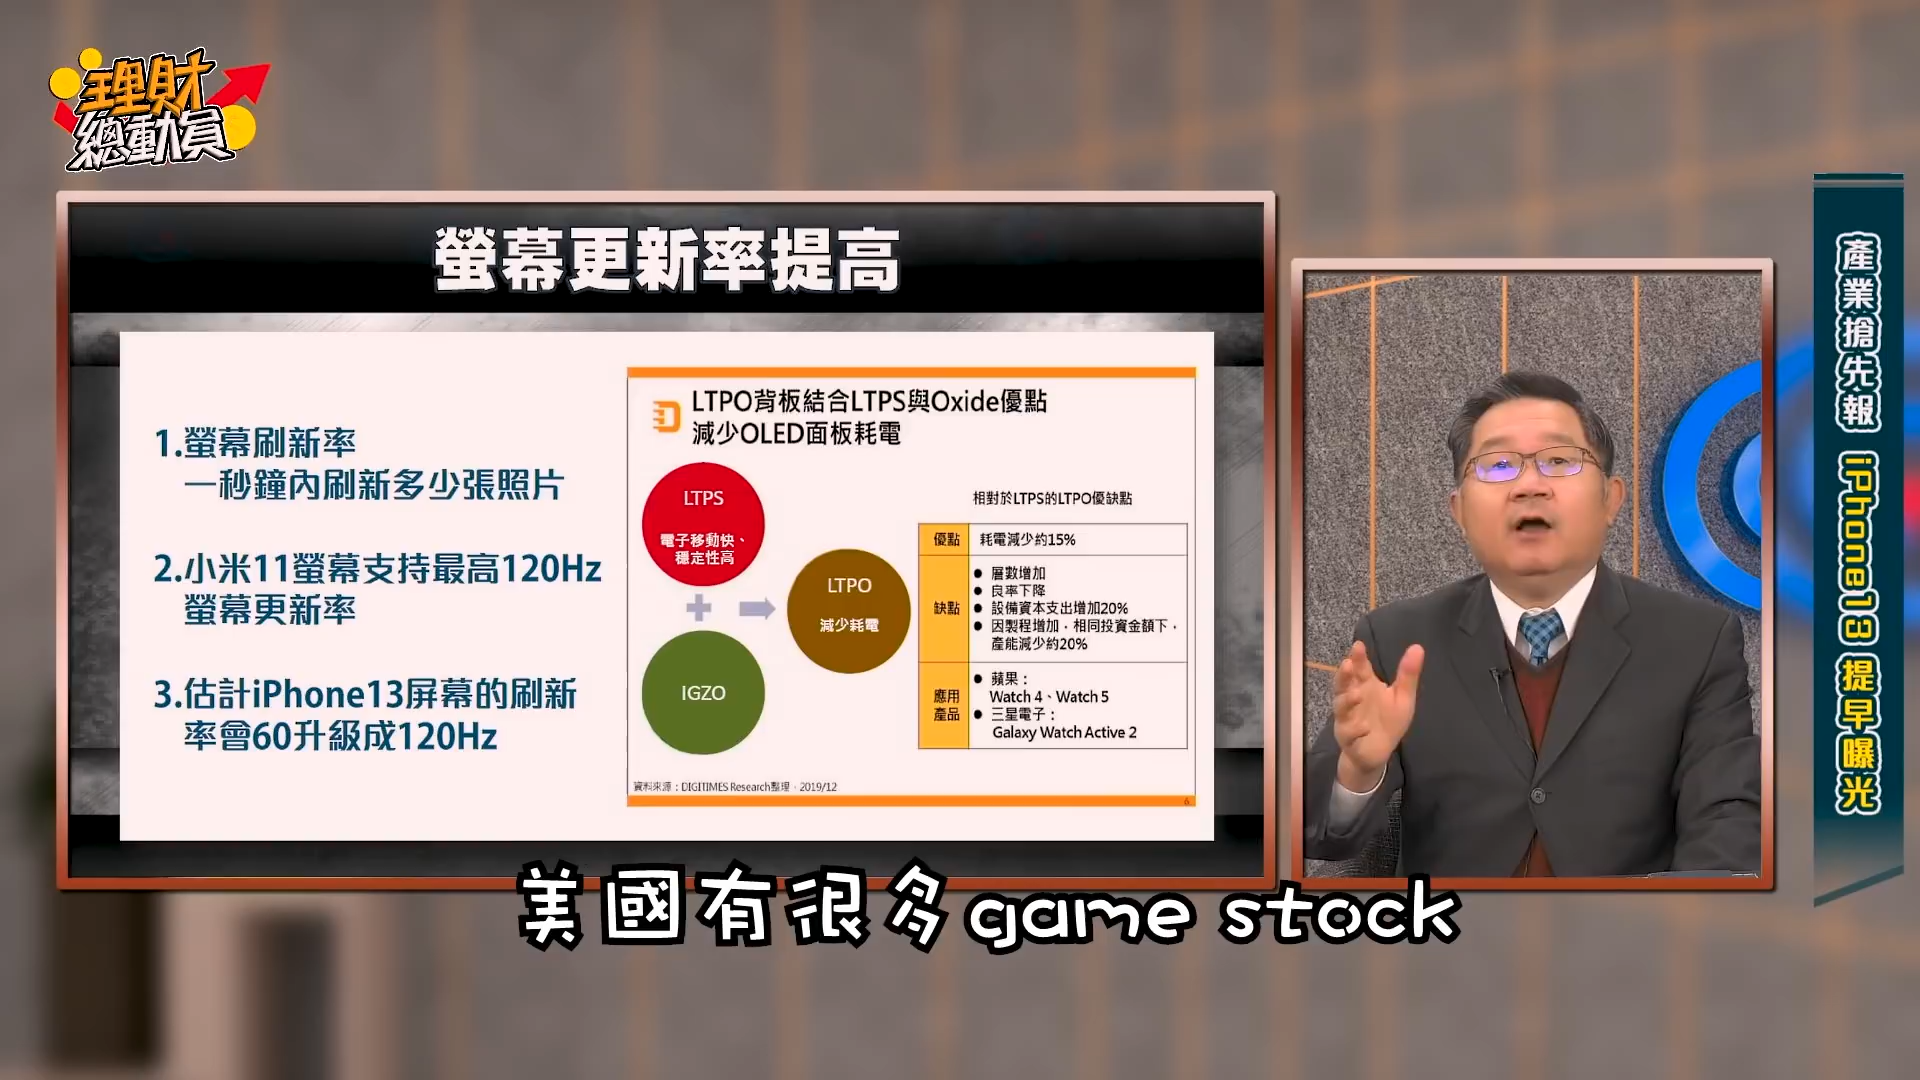 理財
總動員
螢幕更新率提高
1.螢幕刷新率
一秒鐘內刷新多少張照片
2.小米11螢幕支持最高120Hz
螢幕更新率
3.估計iPhone13屏幕的刷新
率會60升級成120Hz
LTPO背板結合LTPS與Oxide優點
減少OLED面板耗電
LTPS
電子移動快、
穩定性高
IGZO
LTPO
減少耗電
相對於LTPS的LTPO優缺點
優點 耗電減少約15%
缺點
● 層數增加
● 良率下降
● 設備資本支出增加20%
● 因製程增加，相同投資金額下，
產能減少約20%
應用
產品
● 蘋果：
Watch 4、Watch 5
● 三星電子：
Galaxy Watch Active 2
資料來源：DIGITIMES Research整理，2019/12
6
產業搶先報 iPhone13 提早曝光
美國有很多game stock